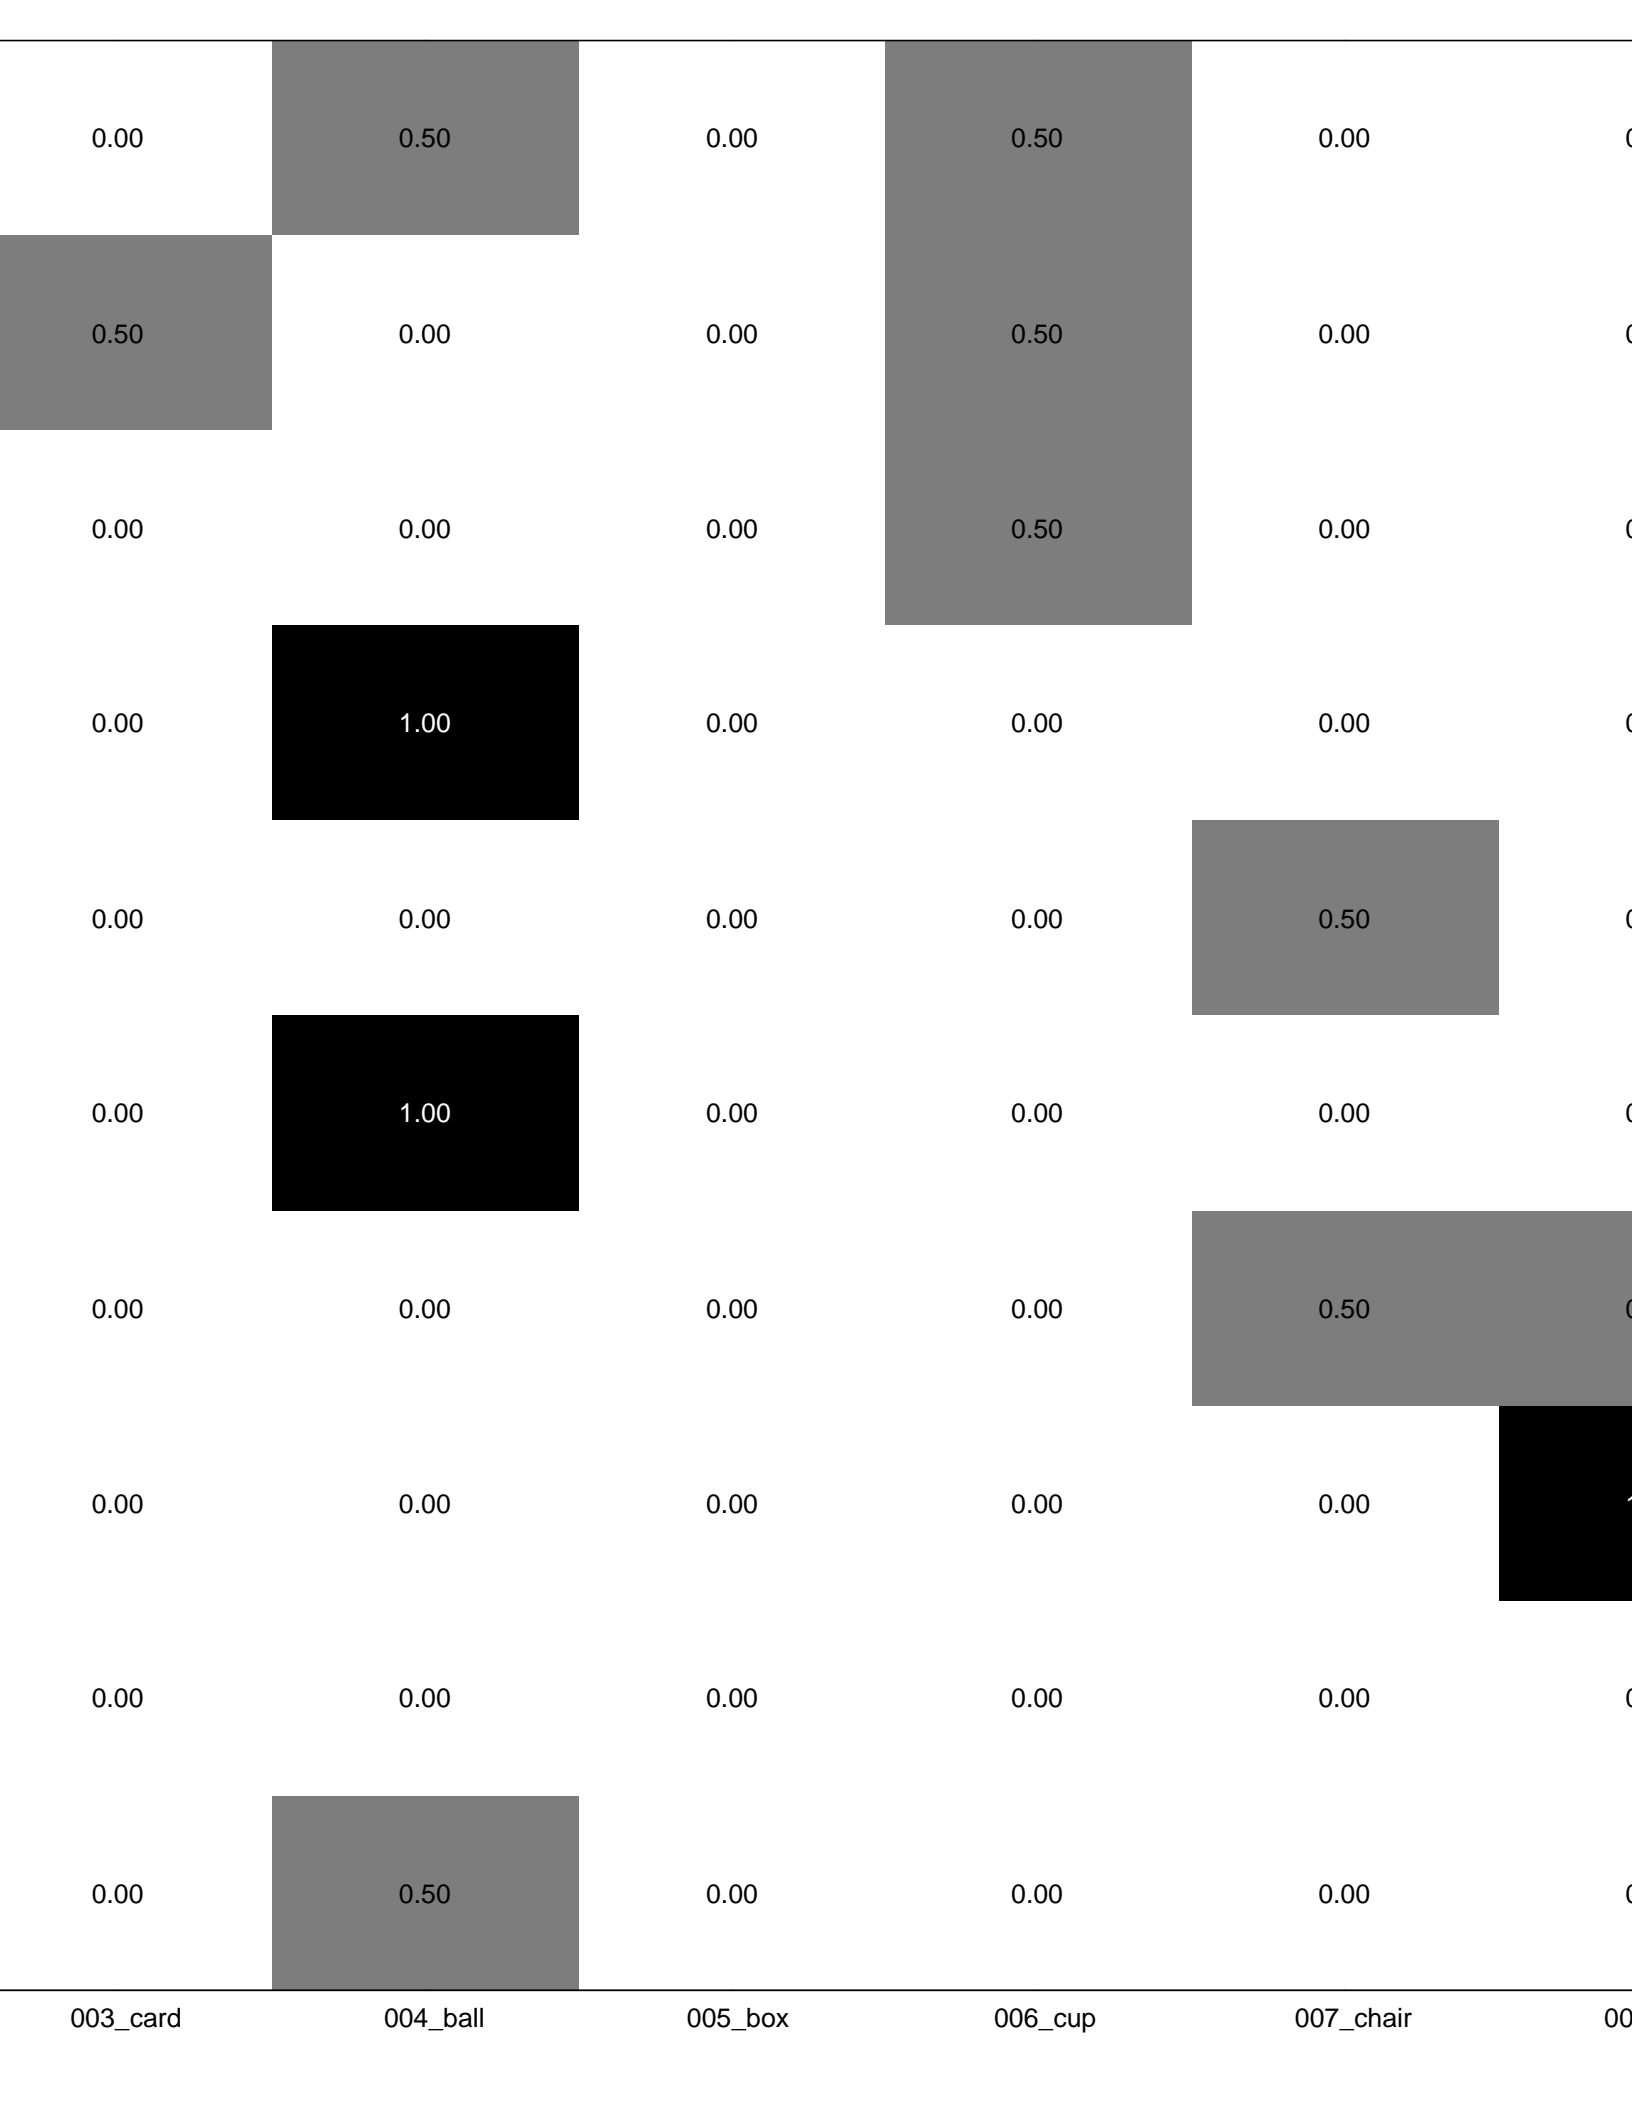 0.00 0.50 0.00 0.50 0.00
0.50 0.00 0.00 0.50 0.00
0.00 0.00 0.00 0.50 0.00
0.00 1.00 0.00 0.00 0.00
0.00 0.00 0.00 0.00 0.50
0.00 1.00 0.00 0.00 0.00
0.00 0.00 0.00 0.00 0.50
0.00 0.00 0.00 0.00 0.00
0.00 0.00 0.00 0.00 0.00
0.00 0.50 0.00 0.00 0.00
003_card 004_ball 005_box 006_cup 007_chair